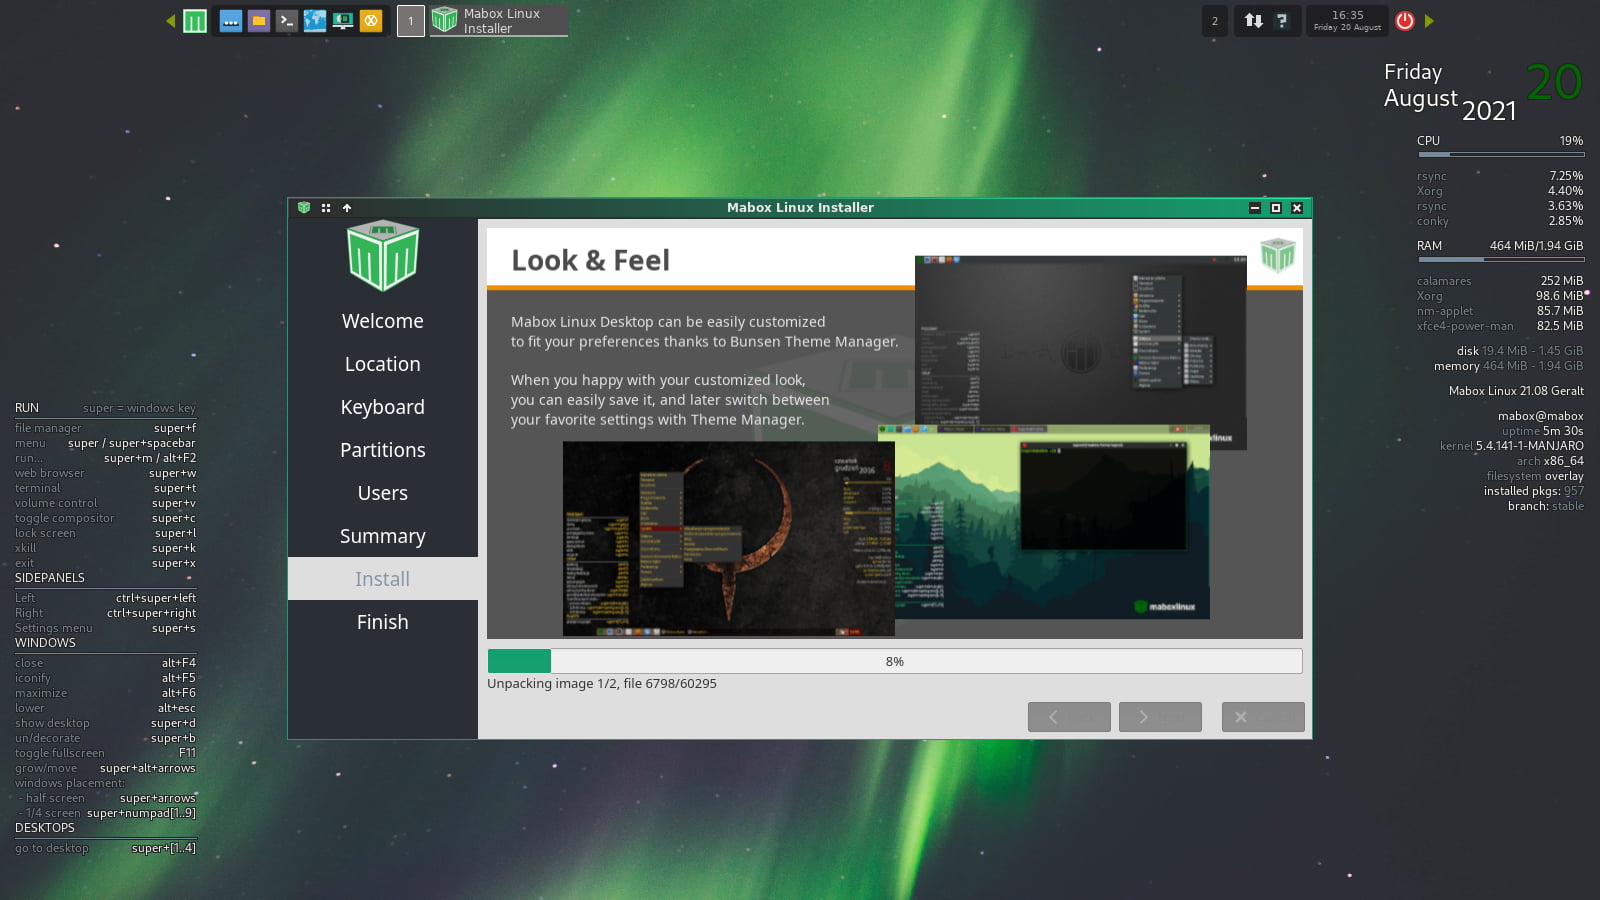 1
Mabox Linux
Installer
2
16:35
Friday 20 August
Friday
August
2021
20
CPU 19%
rsync 7.25%
Xorg 4.40%
rsync 3.63%
conky 2.85%
RAM 464 MiB/1.94 GiB
calamares 252 MiB
Xorg 98.6 MiB
nm-applet 85.7 MiB
xfce4-power-man 82.5 MiB
disk 19.4 MiB - 1.45 GiB
memory 464 MiB - 1.94 GiB
Mabox Linux 21.08 Geralt
mabox@mabox
uptime 5m 30s
kernel 5.4.141-1-MANJARO
arch x86_64
filesystem overlay
installed pkgs: 957
branch: stable
RUN super = windows key
file manager super+f
menu super / super+spacebar
run... super+m / alt+F2
web browser super+w
terminal super+t
volume control super+v
toggle compositor super+c
lock screen super+l
xkill super+k
exit super+x
SIDEPANELS
Left ctrl+super+left
Right ctrl+super+right
Settings menu super+s
WINDOWS
close alt+F4
iconify alt+F5
maximize alt+F6
lower alt+esc
show desktop super+d
un/decorate super+b
toggle fullscreen F11
grow/move super+alt+arrows
windows placement:
- half screen super+arrows
- 1/4 screen super+numpad[1..9]
DESKTOPS
go to desktop super+[1..4]
Mabox Linux Installer
Welcome
Location
Keyboard
Partitions
Users
Summary
Install
Finish
Look & Feel
Mabox Linux Desktop can be easily customized
to fit your preferences thanks to Bunsen Theme Manager.
When you happy with your customized look,
you can easily save it, and later switch between
your favorite settings with Theme Manager.
czwartek
grudzień 2016
maboxlinux
8%
Unpacking image 1/2, file 6798/60295